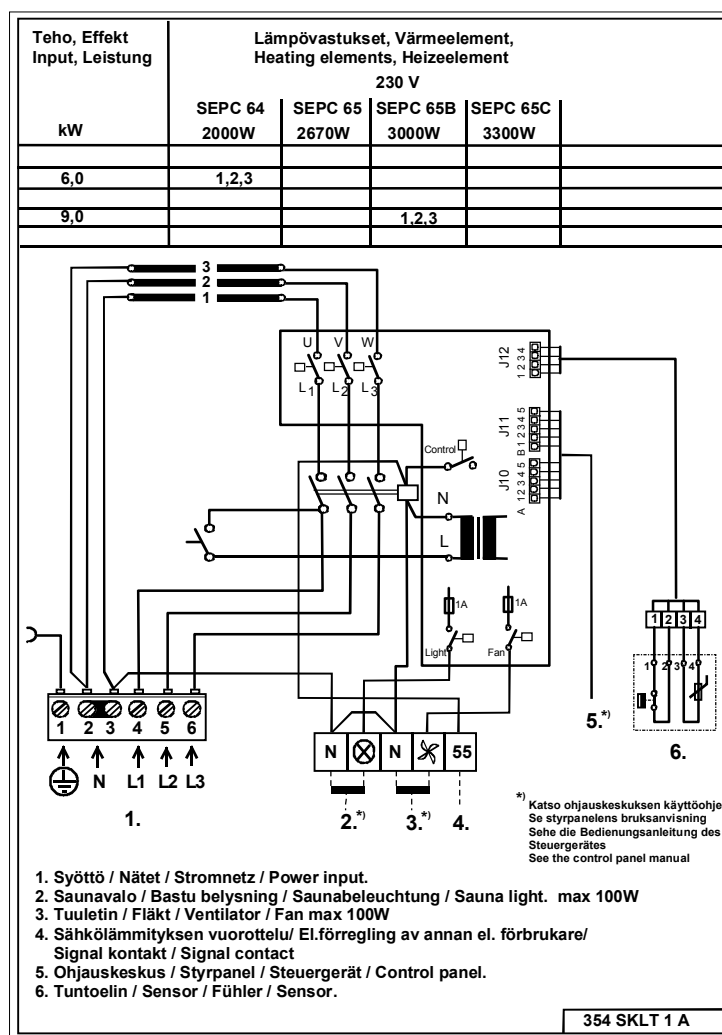 Teho, Effekt
Input, Leistung
Lämpövastukset, Värmeelement,
Heating elements, Heizeelement
230 V
SEPC 64 SEPC 65 SEPC 65B SEPC 65C
kW 2000W 2670W 3000W 3300W
6,0 1,2,3
9,0 1,2,3
3
2
1
U V W
L1 L2 L3
J12
1 2 3 4
J11
B 1 2 3 4 5
J10
A 1 2 3 4 5
Control
N
L
1A 1A
Light Fan
1 2 3 4
1 2 3 4
1 2 3 4 5 6
N L1 L2 L3
1.
N N 55
2.*) 3.*) 4.
5.*)
6.
*) Katso ohjauskeskuksen käyttöohje
Se styrpanelens bruksanvisning
Sehe die Bedienungsanleitung des
Steuergerätes
See the control panel manual
1. Syöttö / Nätet / Stromnetz / Power input.
2. Saunavalo / Bastu belysning / Saunabeleuchtung / Sauna light. max 100W
3. Tuuletin / Fläkt / Ventilator / Fan max 100W
4. Sähkölämmityksen vuorottelu/ El.förregling av annan el. förbrukare/
Signal kontakt / Signal contact
5. Ohjauskeskus / Styrpanel / Steuergerät / Control panel.
6. Tuntoelin / Sensor / Fühler / Sensor.
354 SKLT 1 A